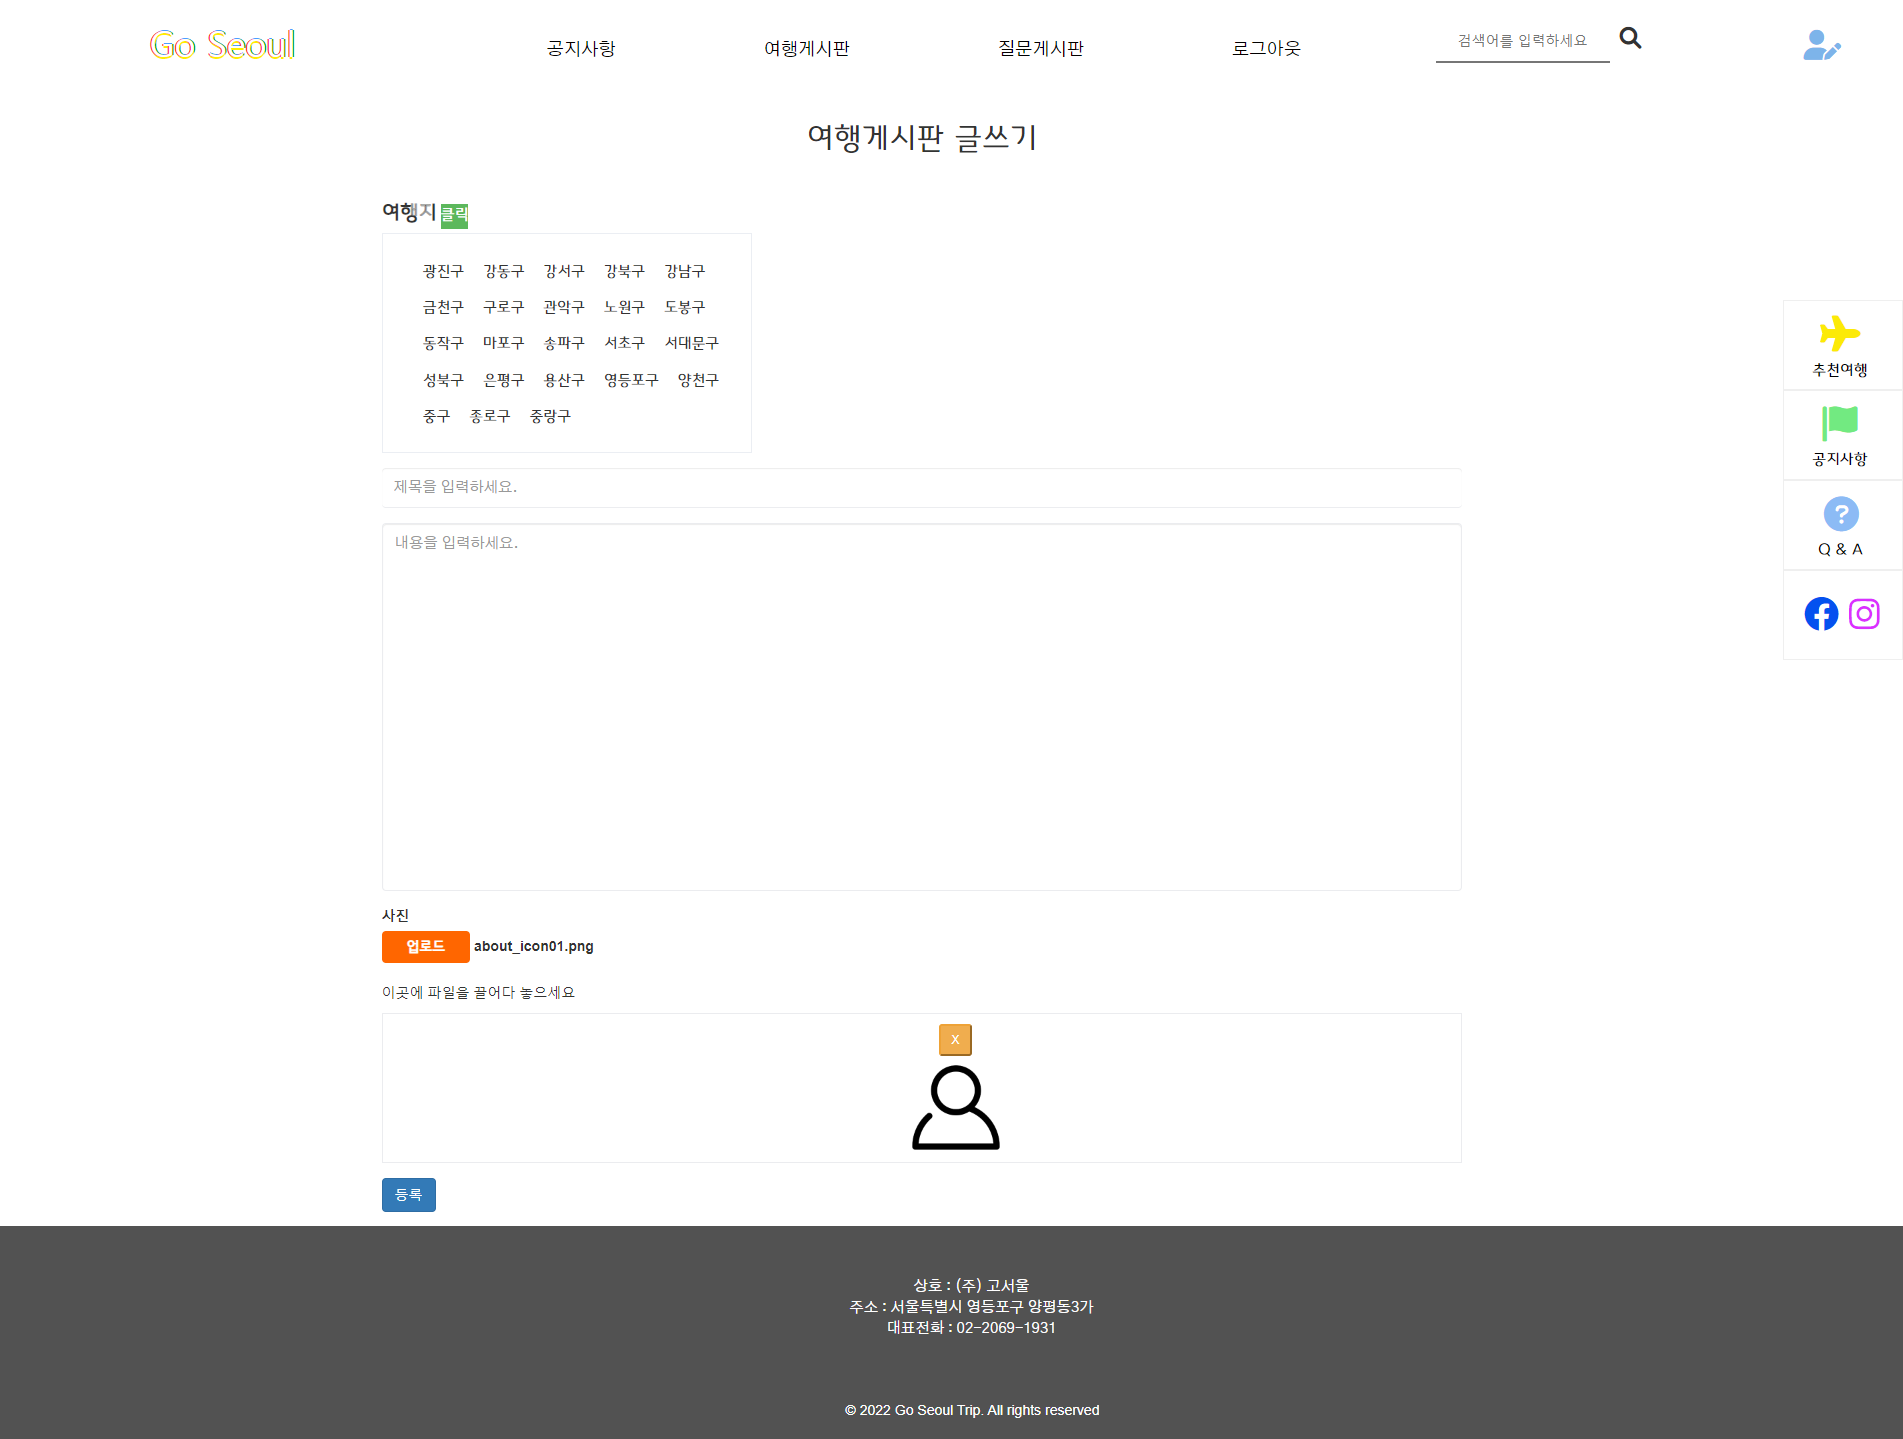 Go Seoul
공지사항 여행게시판 질문게시판 로그아웃 검색어를 입력하세요
여행게시판 글쓰기
여행지 클릭
광진구 강동구 강서구 강북구 강남구
금천구 구로구 관악구 노원구 도봉구
동작구 마포구 송파구 서초구 서대문구
성북구 은평구 용산구 영등포구 양천구
중구 종로구 중랑구
제목을 입력하세요.
내용을 입력하세요.
사진
업로드 about_icon01.png
이곳에 파일을 끌어다 놓으세요
X
등록
추천여행
공지사항
Q & A
상호 : (주) 고서울
주소 : 서울특별시 영등포구 양평동3가
대표전화 : 02-2069-1931
© 2022 Go Seoul Trip. All rights reserved